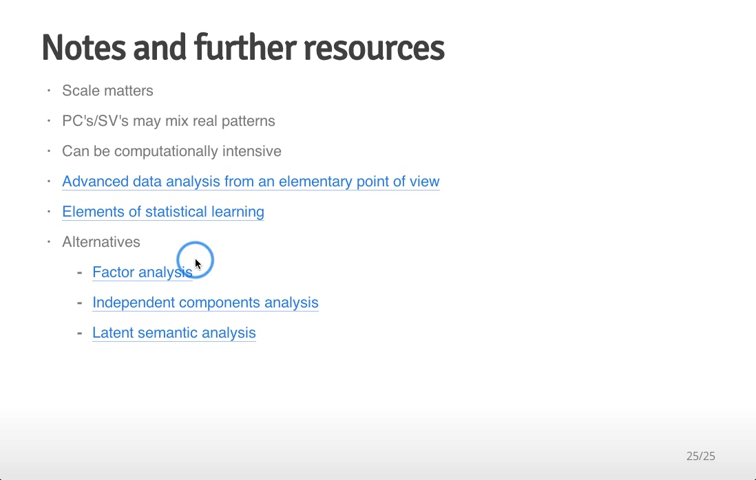 Notes and further resources
· Scale matters
· PC's/SV's may mix real patterns
· Can be computationally intensive
· Advanced data analysis from an elementary point of view
· Elements of statistical learning
· Alternatives
- Factor analysis
- Independent components analysis
- Latent semantic analysis
25/25